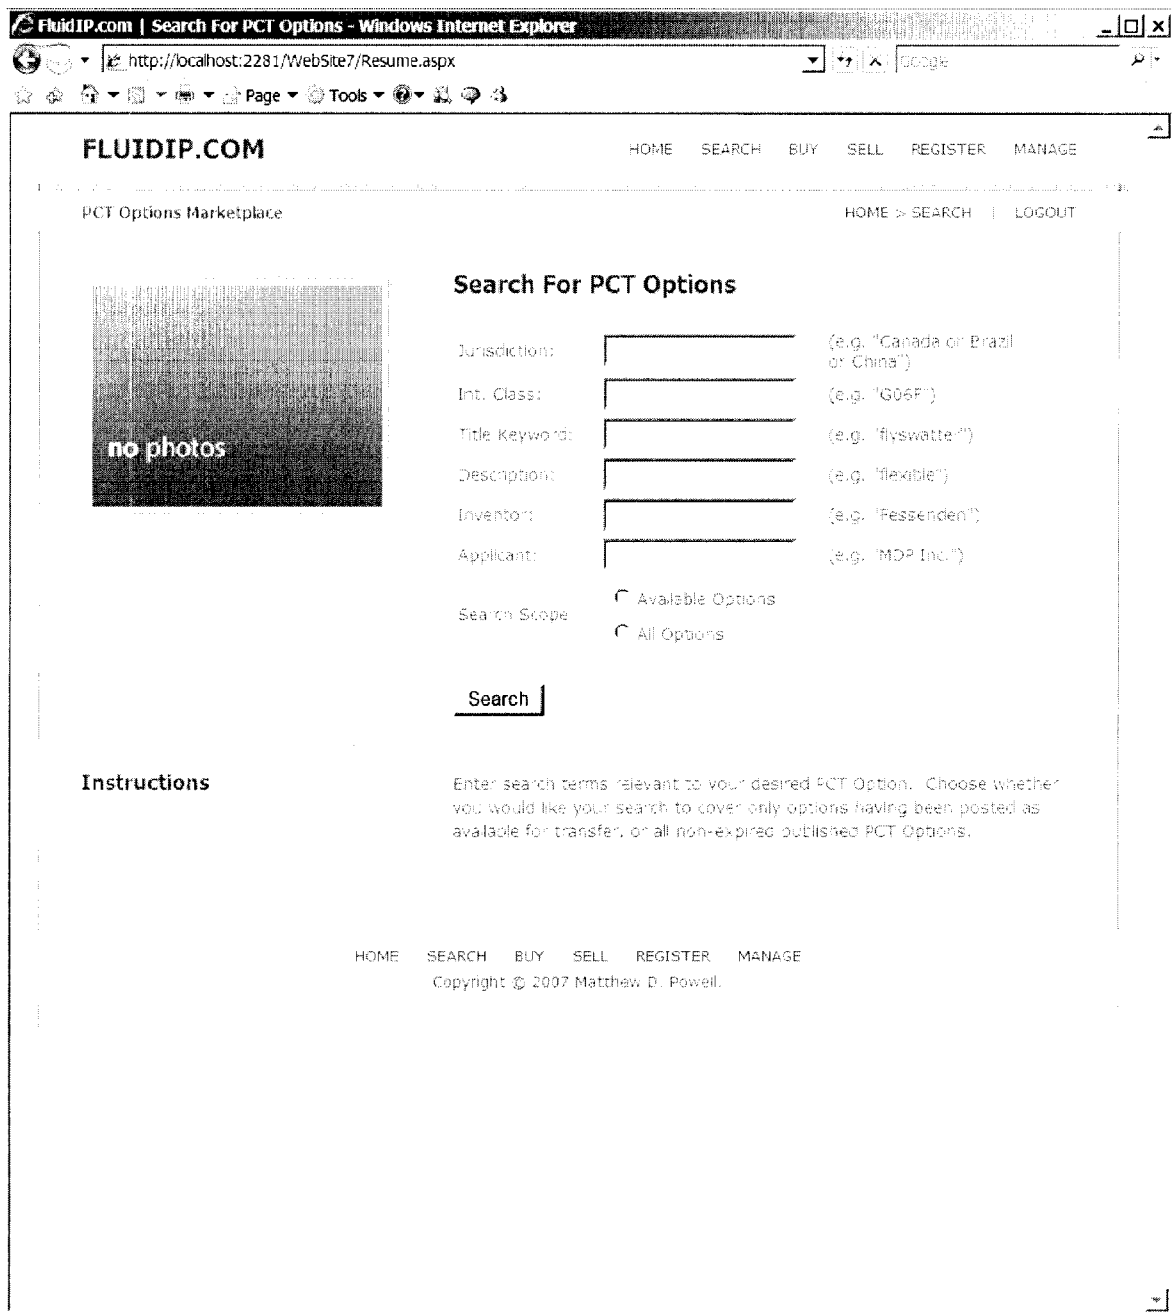 FluidIP.com | Search For PCT Options - Windows Internet Explorer
http://localhost:2281/WebSite7/Resume.aspx
Google
Page Tools
FLUIDIP.COM
HOME SEARCH BUY SELL REGISTER MANAGE
PCT Options Marketplace
HOME > SEARCH | LOGOUT
no photos
Search For PCT Options
Jurisdiction:
(e.g. "Canada or Brazil
or China")
Int. Class:
(e.g. "G06F")
Title Keyword:
(e.g. "flyswatter")
Description:
(e.g. "flexible")
Inventor:
(e.g. "Fessenden")
Applicant:
(e.g. "MDP Inc.")
Search Scope
Available Options
All Options
Search
Instructions
Enter search terms relevant to your desired PCT Option. Choose whether
you would like your search to cover only options having been posted as
available for transfer, or all non-expired published PCT Options.
HOME SEARCH BUY SELL REGISTER MANAGE
Copyright © 2007 Matthew D. Powell.